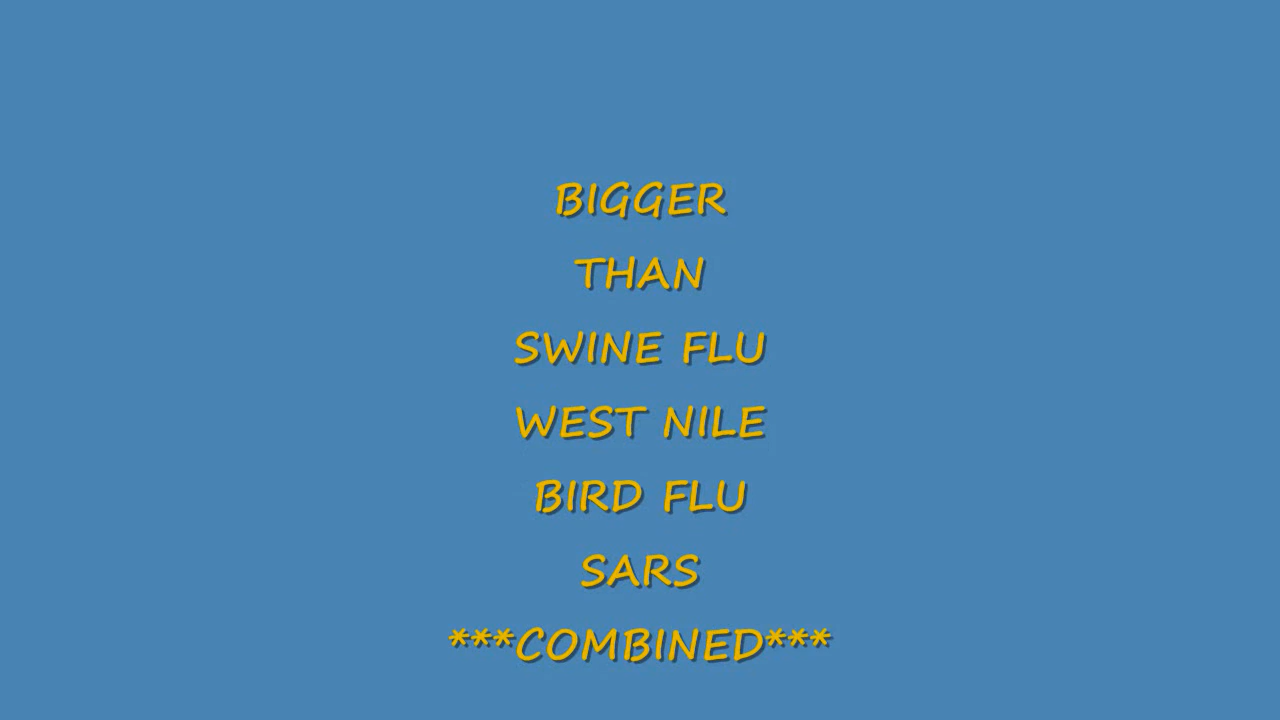 BIGGER
THAN
SWINE FLU
WEST NILE
BIRD FLU
SARS
***COMBINED***